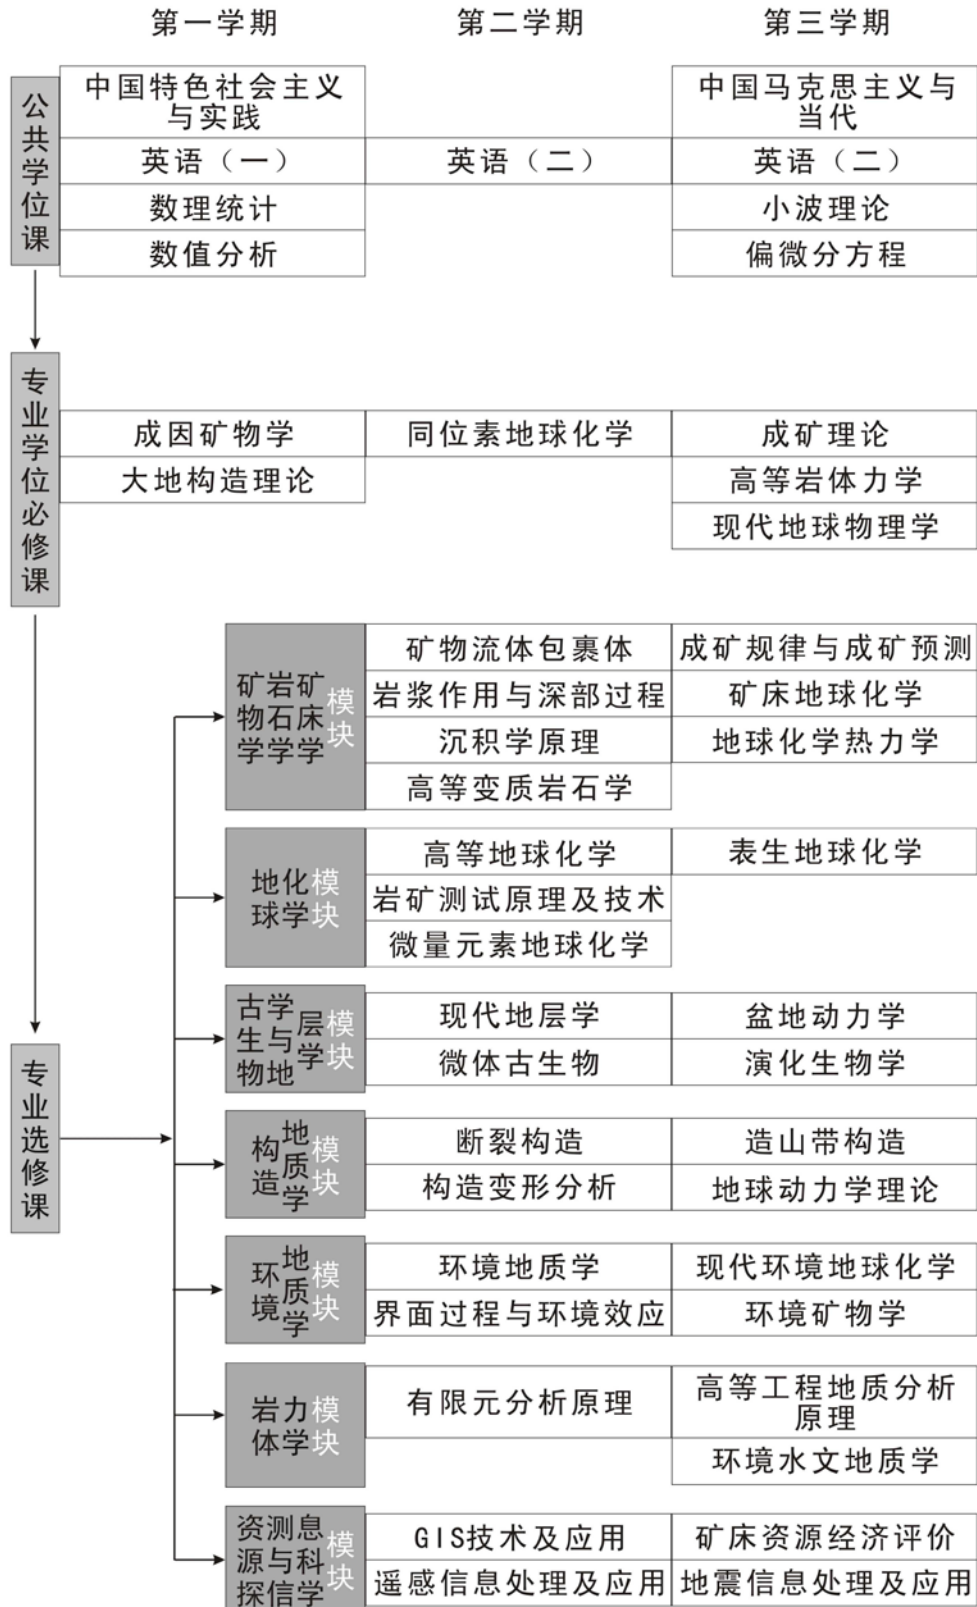 第一学期
第二学期
第三学期
公共学位课
中国特色社会主义
与实践
中国马克思主义与
当代
英语（一）
英语（二）
英语（二）
数理统计
小波理论
数值分析
偏微分方程
专业学位必修课
成因矿物学
同位素地球化学
成矿理论
大地构造理论
高等岩体力学
现代地球物理学
专业选修课
矿物学
岩石学
矿床学
模块
矿物流体包裹体
成矿规律与成矿预测
岩浆作用与深部过程
矿床地球化学
沉积学原理
地球化学热力学
高等变质岩石学
地球
化学
模块
高等地球化学
表生地球化学
岩矿测试原理及技术
微量元素地球化学
古生物
学与地
层学
模块
现代地层学
盆地动力学
微体古生物
演化生物学
构造
地质学
模块
断裂构造
造山带构造
构造变形分析
地球动力学理论
环境
地质学
模块
环境地质学
现代环境地球化学
界面过程与环境效应
环境矿物学
岩体
力学
模块
有限元分析原理
高等工程地质分析
原理
环境水文地质学
资源探
测与信
息科学
模块
GIS技术及应用
矿床资源经济评价
遥感信息处理及应用
地震信息处理及应用